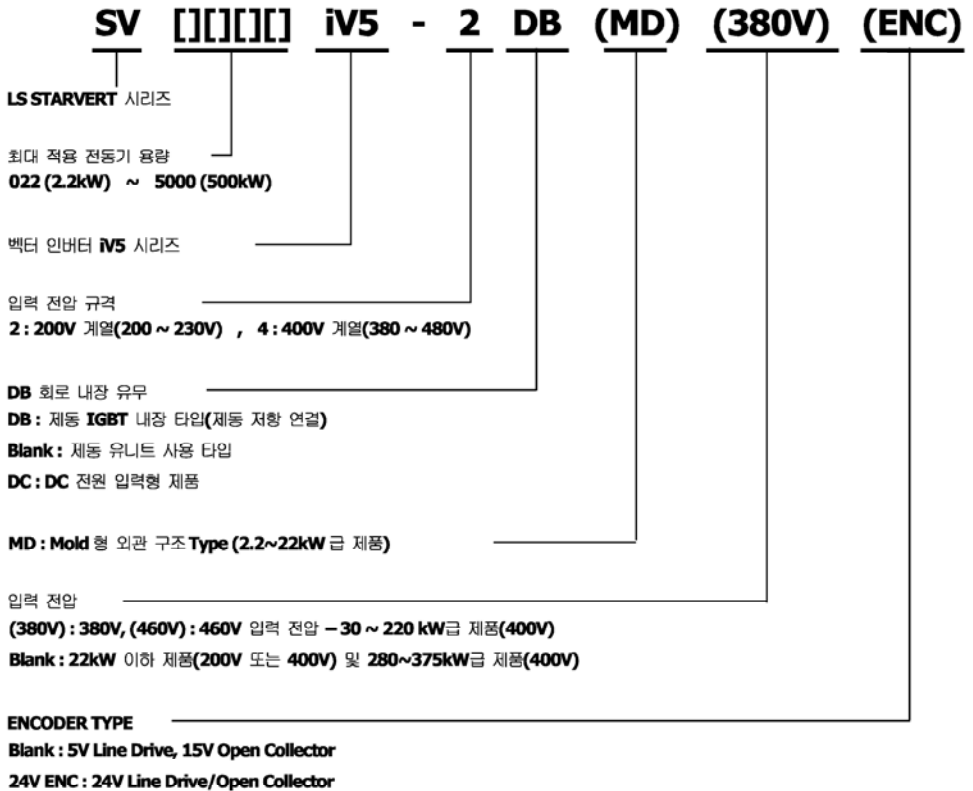 SV [][][][] iV5 - 2 DB (MD) (380V) (ENC)
LS STARVERT 시리즈
최대 적용 전동기 용량
022 (2.2kW) ~ 5000 (500kW)
벡터 인버터 iV5 시리즈
입력 전압 규격
2 : 200V 계열(200 ~ 230V) , 4 : 400V 계열(380 ~ 480V)
DB 회로 내장 유무
DB : 제동 IGBT 내장 타입(제동 저항 연결)
Blank : 제동 유니트 사용 타입
DC : DC 전원 입력형 제품
MD : Mold 형 외관 구조 Type (2.2~22kW 급 제품)
입력 전압
(380V) : 380V, (460V) : 460V 입력 전압 – 30 ~ 220 kW급 제품(400V)
Blank : 22kW 이하 제품(200V 또는 400V) 및 280~375kW급 제품(400V)
ENCODER TYPE
Blank : 5V Line Drive, 15V Open Collector
24V ENC : 24V Line Drive/Open Collector